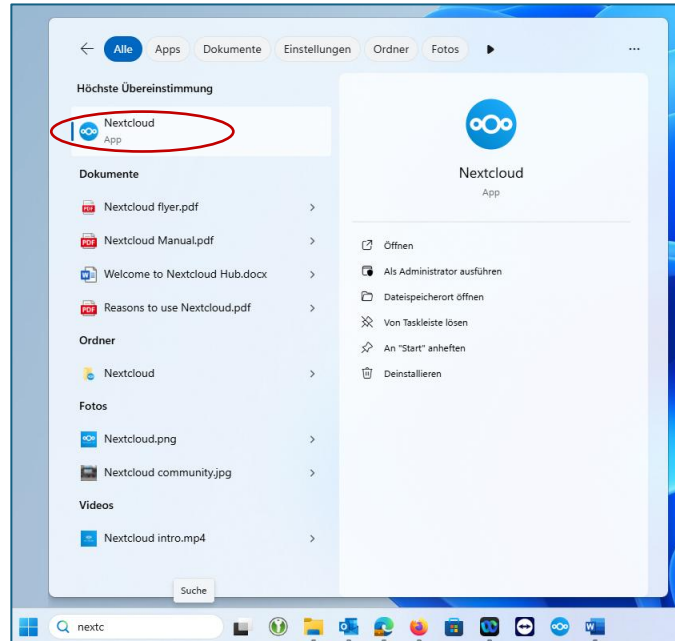 Alle Apps Dokumente Einstellungen Ordner Fotos
Höchste Übereinstimmung
Nextcloud
App
Dokumente
Nextcloud flyer.pdf
Nextcloud Manual.pdf
Welcome to Nextcloud Hub.docx
Reasons to use Nextcloud.pdf
Ordner
Nextcloud
Fotos
Nextcloud.png
Nextcloud community.jpg
Videos
Nextcloud intro.mp4
Nextcloud
App
Öffnen
Als Administrator ausführen
Dateispeicherort öffnen
Von Taskleiste lösen
An "Start" anheften
Deinstallieren
Suche
nextc